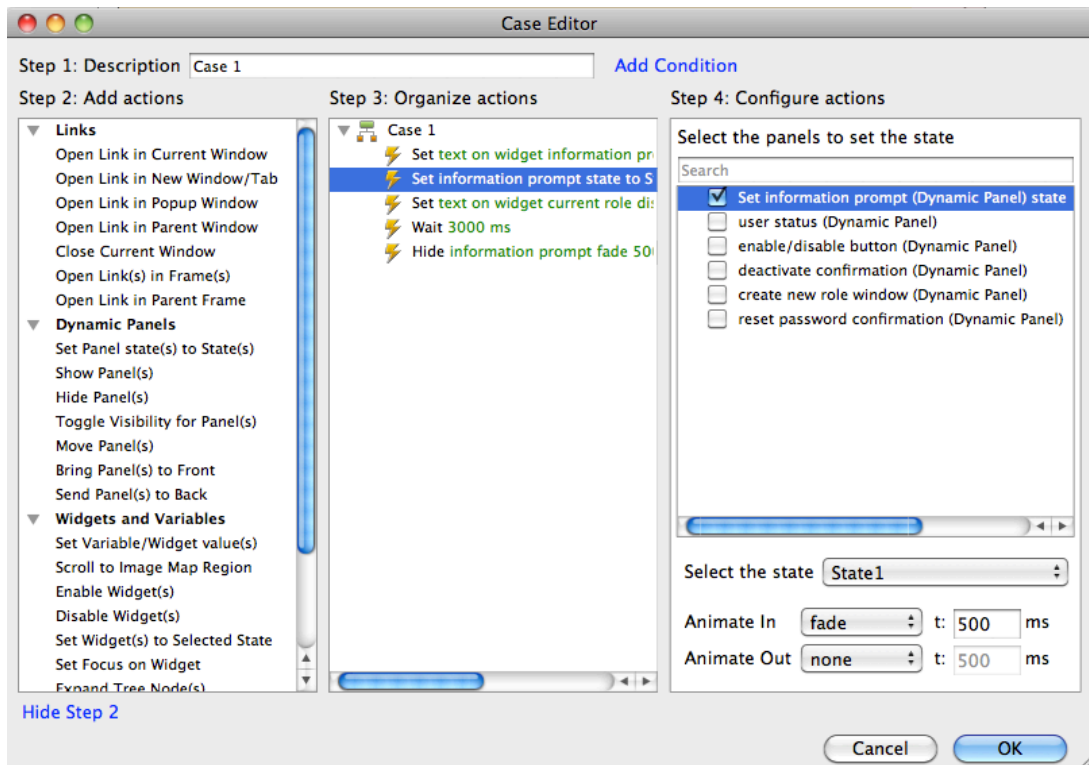 Case Editor
Step 1: Description Case 1 Add Condition
Step 2: Add actions
Links
Open Link in Current Window
Open Link in New Window/Tab
Open Link in Popup Window
Open Link in Parent Window
Close Current Window
Open Link(s) in Frame(s)
Open Link in Parent Frame
Dynamic Panels
Set Panel state(s) to State(s)
Show Panel(s)
Hide Panel(s)
Toggle Visibility for Panel(s)
Move Panel(s)
Bring Panel(s) to Front
Send Panel(s) to Back
Widgets and Variables
Set Variable/Widget value(s)
Scroll to Image Map Region
Enable Widget(s)
Disable Widget(s)
Set Widget(s) to Selected State
Set Focus on Widget
Expand Tree Node(s)
Hide Step 2
Step 3: Organize actions
Case 1
Set text on widget information pr
Set information prompt state to S
Set text on widget current role dis
Wait 3000 ms
Hide information prompt fade 50
Step 4: Configure actions
Select the panels to set the state
Search
Set information prompt (Dynamic Panel) state
user status (Dynamic Panel)
enable/disable button (Dynamic Panel)
deactivate confirmation (Dynamic Panel)
create new role window (Dynamic Panel)
reset password confirmation (Dynamic Panel)
Select the state State1
Animate In fade t: 500 ms
Animate Out none t: 500 ms
Cancel OK